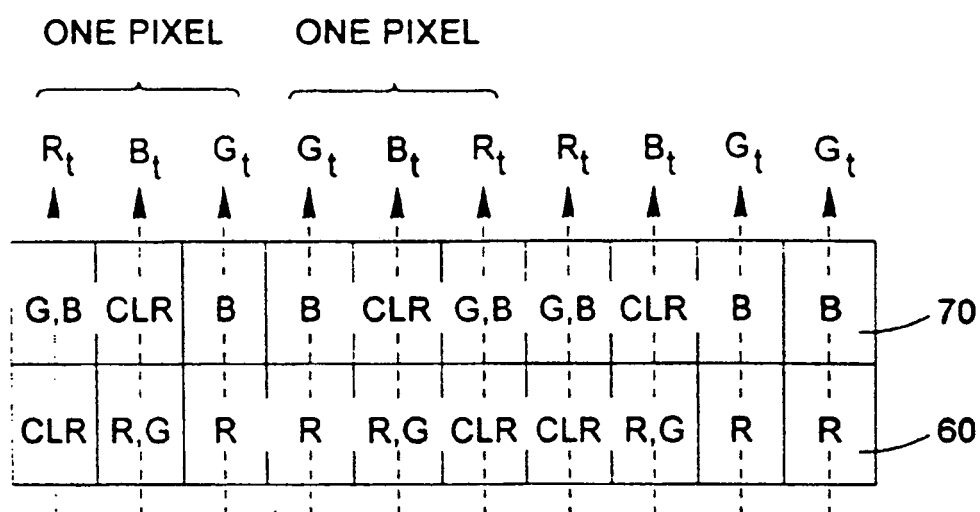 ONE PIXEL ONE PIXEL
Rt Bt Gt Gt Bt Rt Rt Bt Gt Gt
G,B CLR B B CLR G,B G,B CLR B B 70
CLR R,G R R R,G CLR CLR R,G R R 60